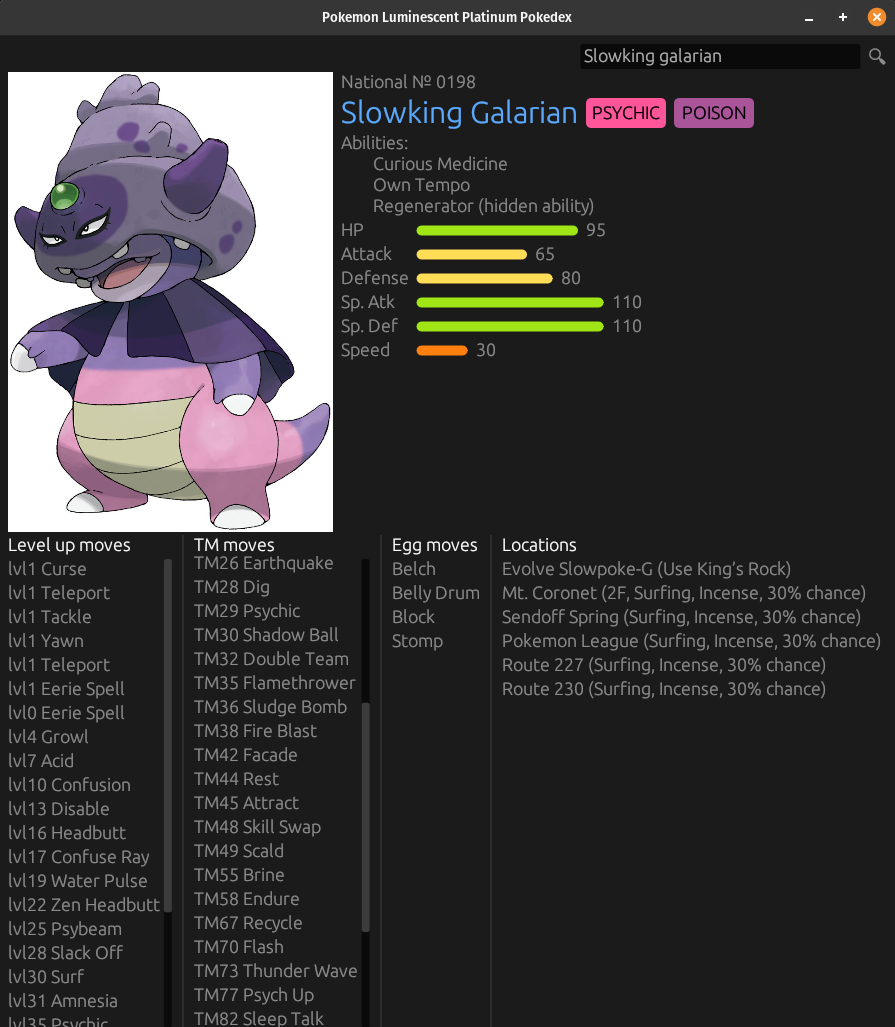 Pokemon Luminescent Platinum Pokedex
Slowking galarian
National № 0198
Slowking Galarian PSYCHIC POISON
Abilities:
Curious Medicine
Own Tempo
Regenerator (hidden ability)
HP 95
Attack 65
Defense 80
Sp. Atk 110
Sp. Def 110
Speed 30
Level up moves
lvl1 Curse
lvl1 Teleport
lvl1 Tackle
lvl1 Yawn
lvl1 Teleport
lvl1 Eerie Spell
lvl0 Eerie Spell
lvl4 Growl
lvl7 Acid
lvl10 Confusion
lvl13 Disable
lvl16 Headbutt
lvl17 Confuse Ray
lvl19 Water Pulse
lvl22 Zen Headbutt
lvl25 Psybeam
lvl28 Slack Off
lvl30 Surf
lvl31 Amnesia
lvl35 Psychic
TM moves
TM26 Earthquake
TM28 Dig
TM29 Psychic
TM30 Shadow Ball
TM32 Double Team
TM35 Flamethrower
TM36 Sludge Bomb
TM38 Fire Blast
TM42 Facade
TM44 Rest
TM45 Attract
TM48 Skill Swap
TM49 Scald
TM55 Brine
TM58 Endure
TM67 Recycle
TM70 Flash
TM73 Thunder Wave
TM77 Psych Up
TM82 Sleep Talk
Egg moves
Belch
Belly Drum
Block
Stomp
Locations
Evolve Slowpoke-G (Use King's Rock)
Mt. Coronet (2F, Surfing, Incense, 30% chance)
Sendoff Spring (Surfing, Incense, 30% chance)
Pokemon League (Surfing, Incense, 30% chance)
Route 227 (Surfing, Incense, 30% chance)
Route 230 (Surfing, Incense, 30% chance)